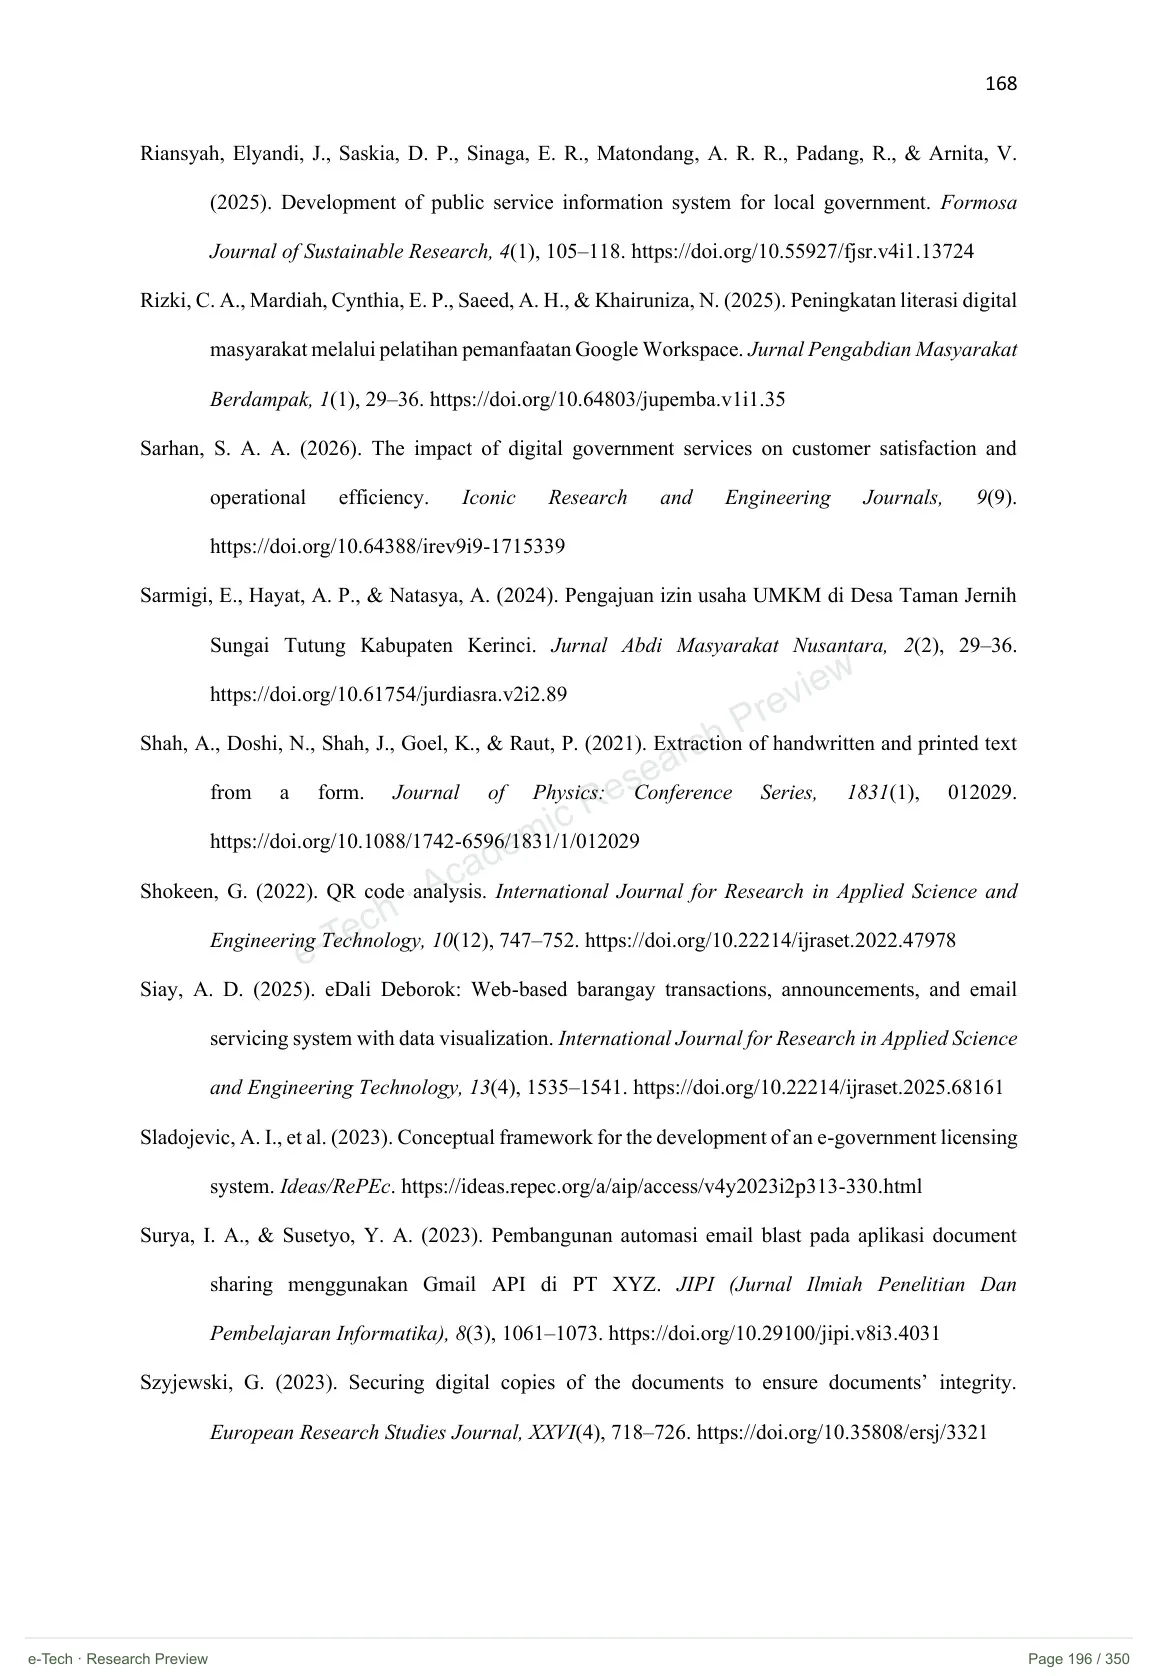 168
Riansyah, Elyandi, J., Saskia, D. P., Sinaga, E. R., Matondang, A. R. R., Padang, R., & Arnita, V.
(2025). Development of public service information system for local government. Formosa
Journal of Sustainable Research, 4(1), 105–118. https://doi.org/10.55927/fjsr.v4i1.13724
Rizki, C. A., Mardiah, Cynthia, E. P., Saeed, A. H., & Khairuniza, N. (2025). Peningkatan literasi digital
masyarakat melalui pelatihan pemanfaatan Google Workspace. Jurnal Pengabdian Masyarakat
Berdampak, 1(1), 29–36. https://doi.org/10.64803/jupemba.v1i1.35
Sarhan, S. A. A. (2026). The impact of digital government services on customer satisfaction and
operational efficiency. Iconic Research and Engineering Journals, 9(9).
https://doi.org/10.64388/irev9i9-1715339
Sarmigi, E., Hayat, A. P., & Natasya, A. (2024). Pengajuan izin usaha UMKM di Desa Taman Jernih
Sungai Tutung Kabupaten Kerinci. Jurnal Abdi Masyarakat Nusantara, 2(2), 29–36.
https://doi.org/10.61754/jurdiasra.v2i2.89
Shah, A., Doshi, N., Shah, J., Goel, K., & Raut, P. (2021). Extraction of handwritten and printed text
from a form. Journal of Physics: Conference Series, 1831(1), 012029.
https://doi.org/10.1088/1742-6596/1831/1/012029
Shokeen, G. (2022). QR code analysis. International Journal for Research in Applied Science and
Engineering Technology, 10(12), 747–752. https://doi.org/10.22214/ijraset.2022.47978
Siay, A. D. (2025). eDali Deborok: Web-based barangay transactions, announcements, and email
servicing system with data visualization. International Journal for Research in Applied Science
and Engineering Technology, 13(4), 1535–1541. https://doi.org/10.22214/ijraset.2025.68161
Sladojevic, A. I., et al. (2023). Conceptual framework for the development of an e-government licensing
system. Ideas/RePEc. https://ideas.repec.org/a/aip/access/v4y2023i2p313-330.html
Surya, I. A., & Susetyo, Y. A. (2023). Pembangunan automasi email blast pada aplikasi document
sharing menggunakan Gmail API di PT XYZ. JIPI (Jurnal Ilmiah Penelitian Dan
Pembelajaran Informatika), 8(3), 1061–1073. https://doi.org/10.29100/jipi.v8i3.4031
Szyjewski, G. (2023). Securing digital copies of the documents to ensure documents’ integrity.
European Research Studies Journal, XXVI(4), 718–726. https://doi.org/10.35808/ersj/3321
e-Tech · Academic Research Preview
e-Tech · Research Preview
Page 196 / 350